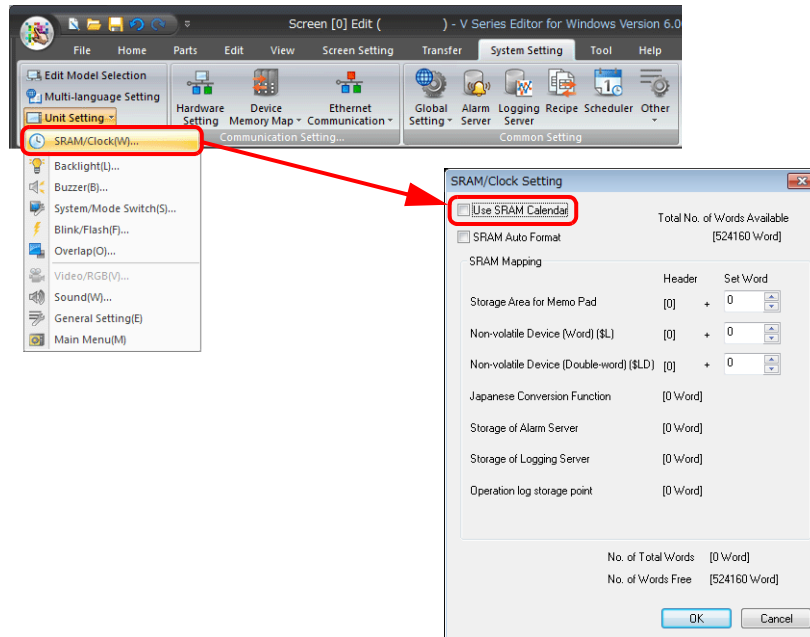 Screen [0] Edit ( ) - V Series Editor for Windows Version 6.0
File Home Parts Edit View Screen Setting Transfer System Setting Tool Help
Edit Model Selection
Multi-language Setting
Unit Setting
Hardware Setting
Device Memory Map
Ethernet Communication
Communication Setting...
Global Setting
Alarm Server
Logging Server
Recipe
Scheduler
Other
Common Setting
SRAM/Clock(W)...
Backlight(L)...
Buzzer(B)...
System/Mode Switch(S)...
Blink/Flash(F)...
Overlap(O)...
Video/RGB(V)...
Sound(W)...
General Setting(E)
Main Menu(M)
SRAM/Clock Setting
Use SRAM Calendar
Total No. of Words Available
SRAM Auto Format
[524160 Word]
SRAM Mapping
Header Set Word
Storage Area for Memo Pad [0] + 0
Non-volatile Device (Word) ($L) [0] + 0
Non-volatile Device (Double-word) ($LD) [0] + 0
Japanese Conversion Function [0 Word]
Storage of Alarm Server [0 Word]
Storage of Logging Server [0 Word]
Operation log storage point [0 Word]
No. of Total Words [0 Word]
No. of Words Free [524160 Word]
OK Cancel